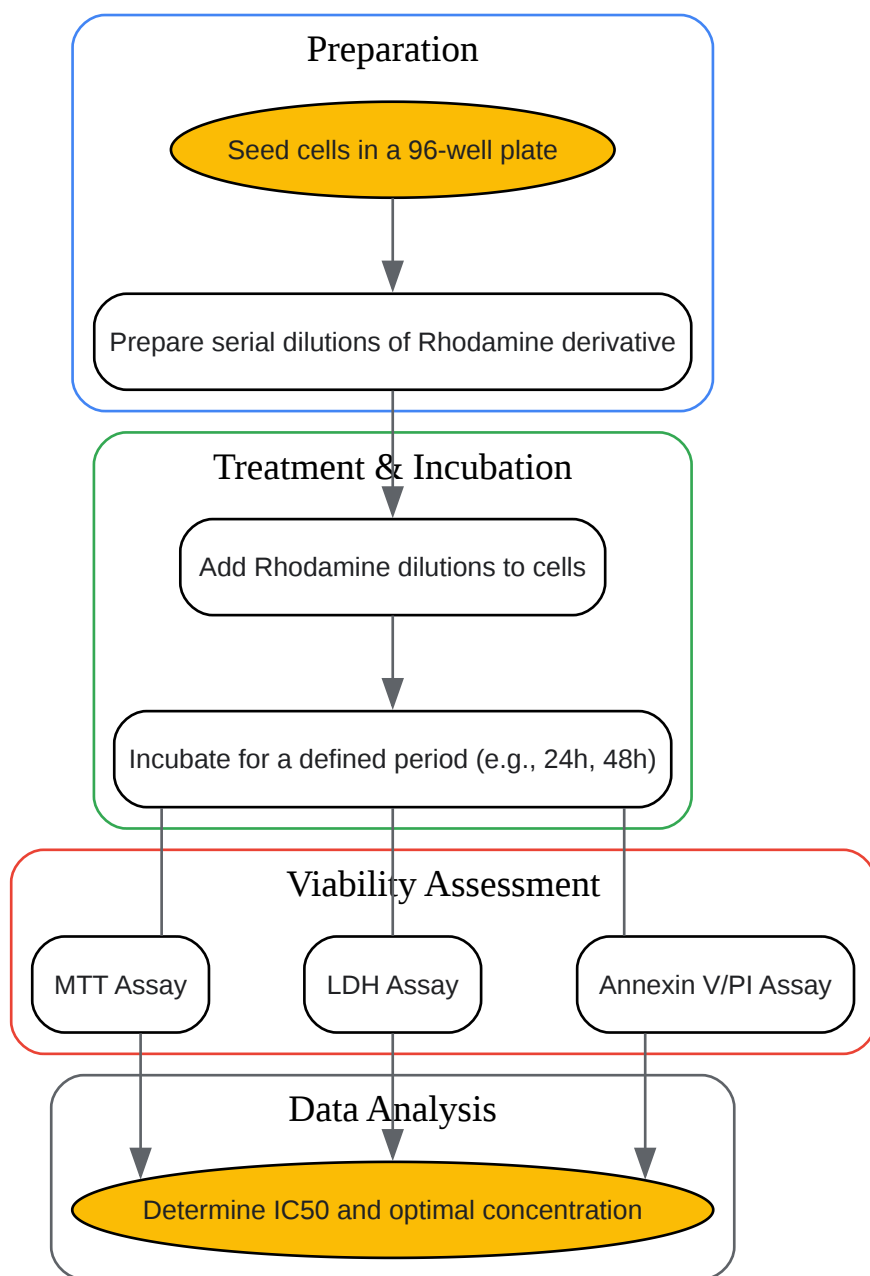 Preparation
Seed cells in a 96-well plate
Prepare serial dilutions of Rhodamine derivative
Treatment & Incubation
Add Rhodamine dilutions to cells
Incubate for a defined period (e.g., 24h, 48h)
Viability Assessment
MTT Assay
LDH Assay
Annexin V/PI Assay
Data Analysis
Determine IC50 and optimal concentration